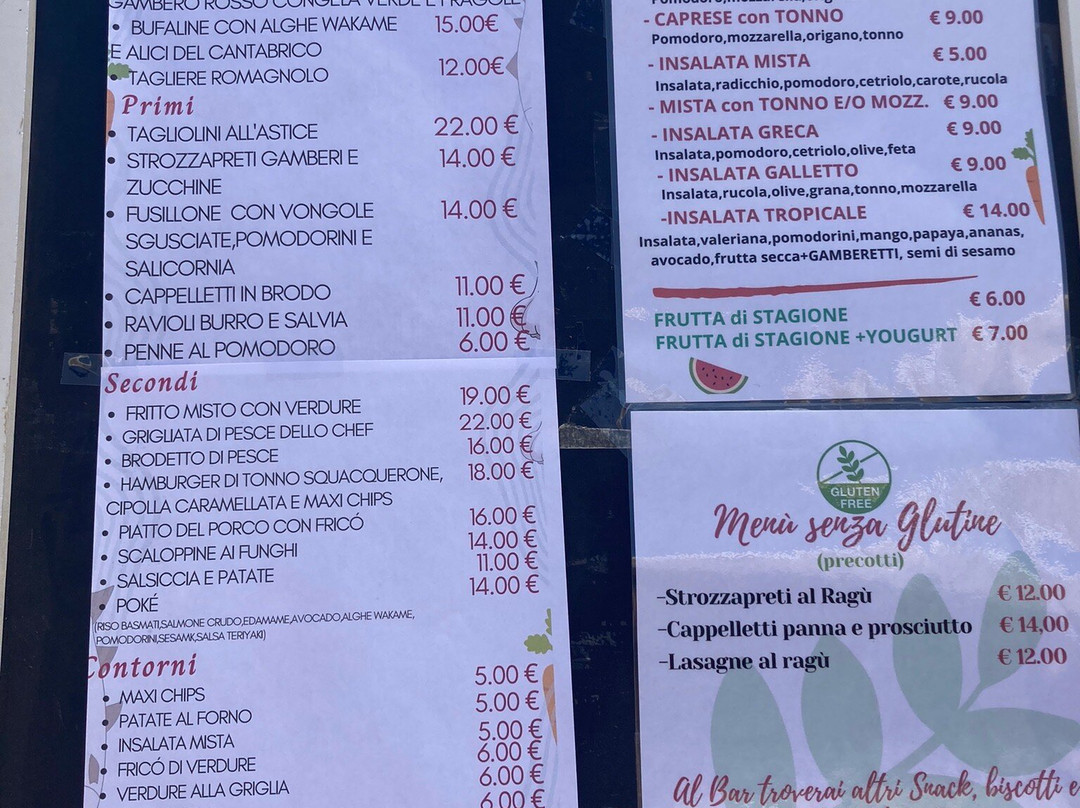 GAMBERO ROSSO CONGELA VERDE E FRAGOLE
• BUFALINE CON ALGHE WAKAME 15.00€
E ALICI DEL CANTABRICO
• TAGLIERE ROMAGNOLO 12.00€
Primi
• TAGLIOLINI ALL'ASTICE 22.00 €
• STROZZAPRETI GAMBERI E 14.00 €
ZUCCHINE
• FUSILLONE CON VONGOLE 14.00 €
SGUSCIATE,POMODORINI E
SALICORNIA
• CAPPELLETTI IN BRODO 11.00 €
• RAVIOLI BURRO E SALVIA 11.00 €
• PENNE AL POMODORO 6.00 €
Secondi
• FRITTO MISTO CON VERDURE 19.00 €
• GRIGLIATA DI PESCE DELLO CHEF 22.00 €
• BRODETTO DI PESCE 16.00 €
• HAMBURGER DI TONNO SQUACQUERONE, 18.00 €
CIPOLLA CARAMELLATA E MAXI CHIPS
• PIATTO DEL PORCO CON FRICÓ 16.00 €
• SCALOPPINE AI FUNGHI 14.00 €
• SALSICCIA E PATATE 11.00 €
• POKÉ 14.00 €
(RISO BASMATI,SALMONE CRUDO,EDAMAME,AVOCADO,ALGHE WAKAME,
POMODORINI,SESAMK,SALSA TERIYAKI)
Contorni
• MAXI CHIPS 5.00 €
• PATATE AL FORNO 5.00 €
• INSALATA MISTA 5.00 €
• FRICÓ DI VERDURE 6.00 €
• VERDURE ALLA GRIGLIA 6.00 €
6.00 €
- CAPRESE con TONNO € 9.00
Pomodoro,mozzarella,origano,tonno
- INSALATA MISTA € 5.00
Insalata,radicchio,pomodoro,cetriolo,carote,rucola
- MISTA con TONNO E/O MOZZ. € 9.00
- INSALATA GRECA € 9.00
Insalata,pomodoro,cetriolo,olive,feta
- INSALATA GALLETTO € 9.00
Insalata,rucola,olive,grana,tonno,mozzarella
-INSALATA TROPICALE € 14.00
Insalata,valeriana,pomodorini,mango,papaya,ananas,
avocado,frutta secca+GAMBERETTI, semi di sesamo
FRUTTA di STAGIONE € 6.00
FRUTTA di STAGIONE +YOUGURT € 7.00
GLUTEN
FREE
Menù senza Glutine
(precotti)
-Strozzapreti al Ragù € 12.00
-Cappelletti panna e prosciutto € 14,00
-Lasagne al ragù € 12.00
Al Bar troverai altri Snack, biscotti e